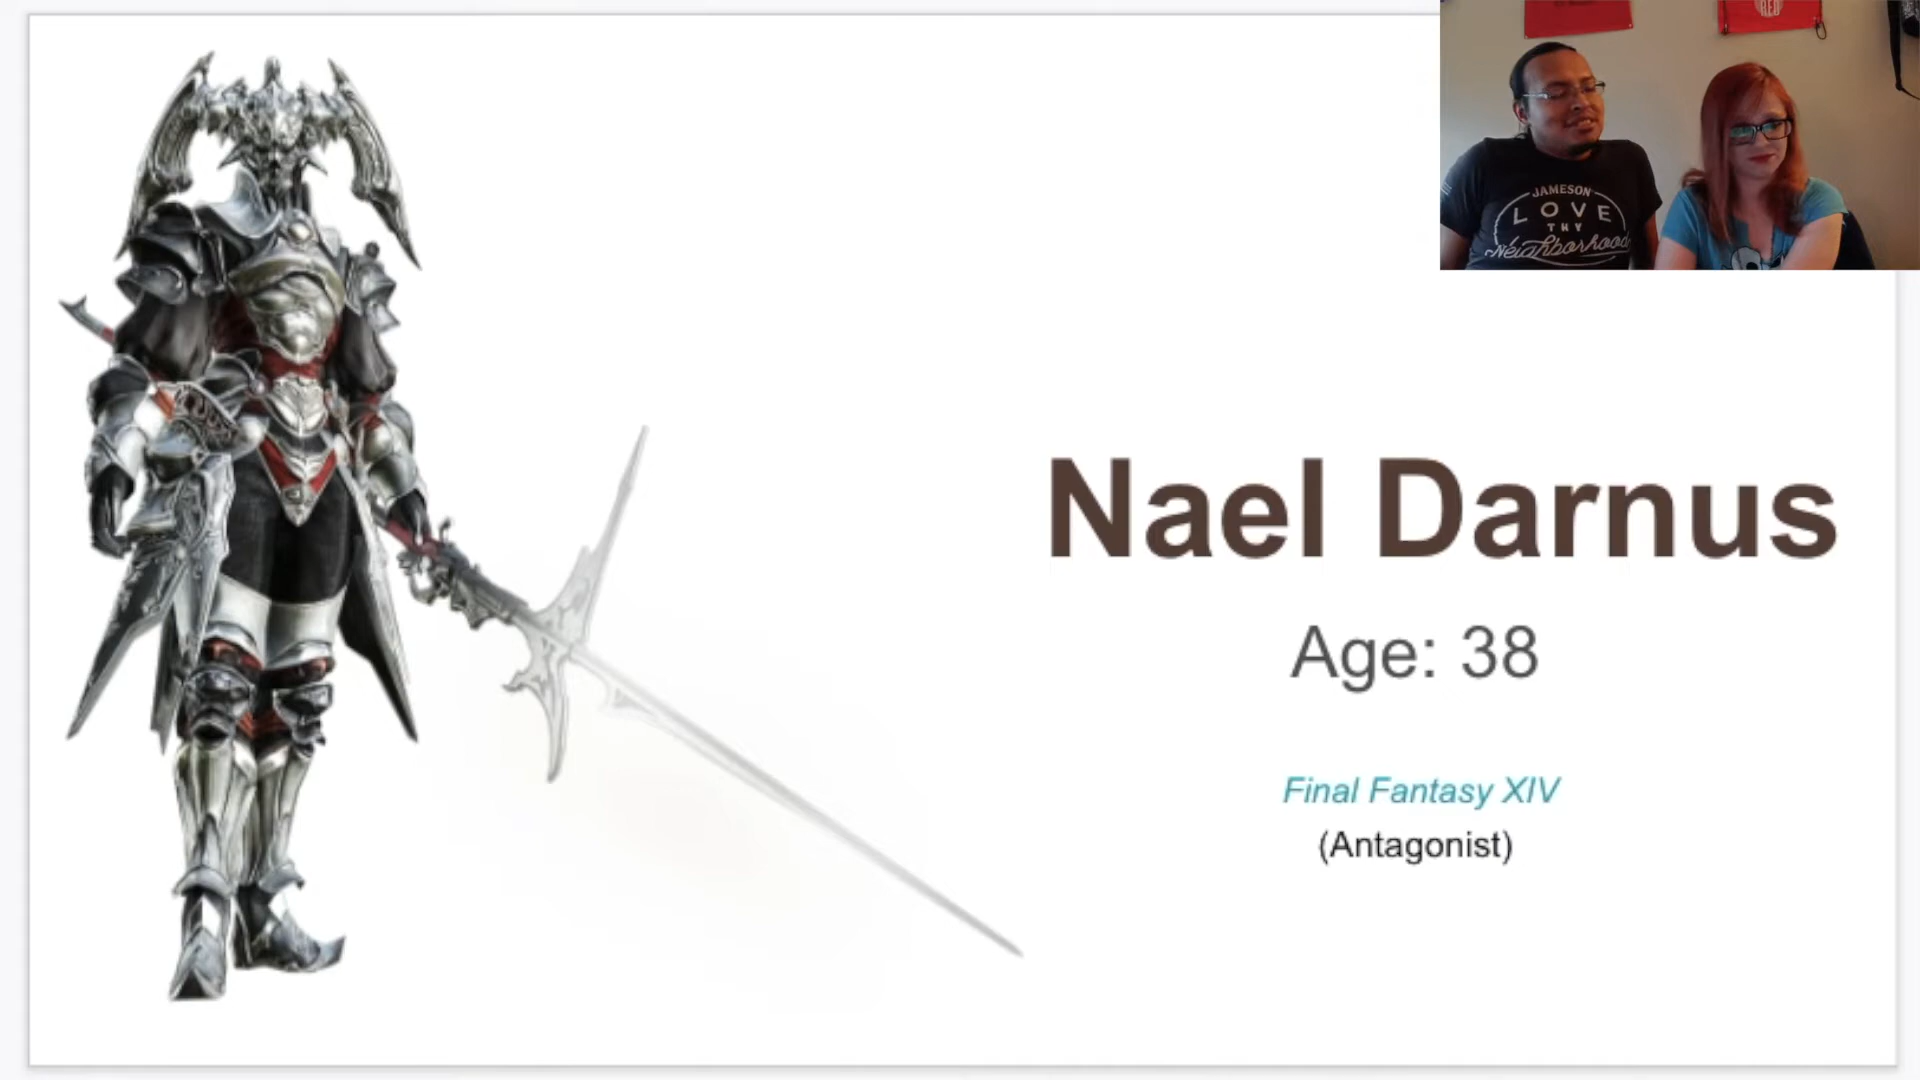 JAMESON
LOVE
THY
Neighborhood
Nael Darnus
Age: 38
Final Fantasy XIV
(Antagonist)